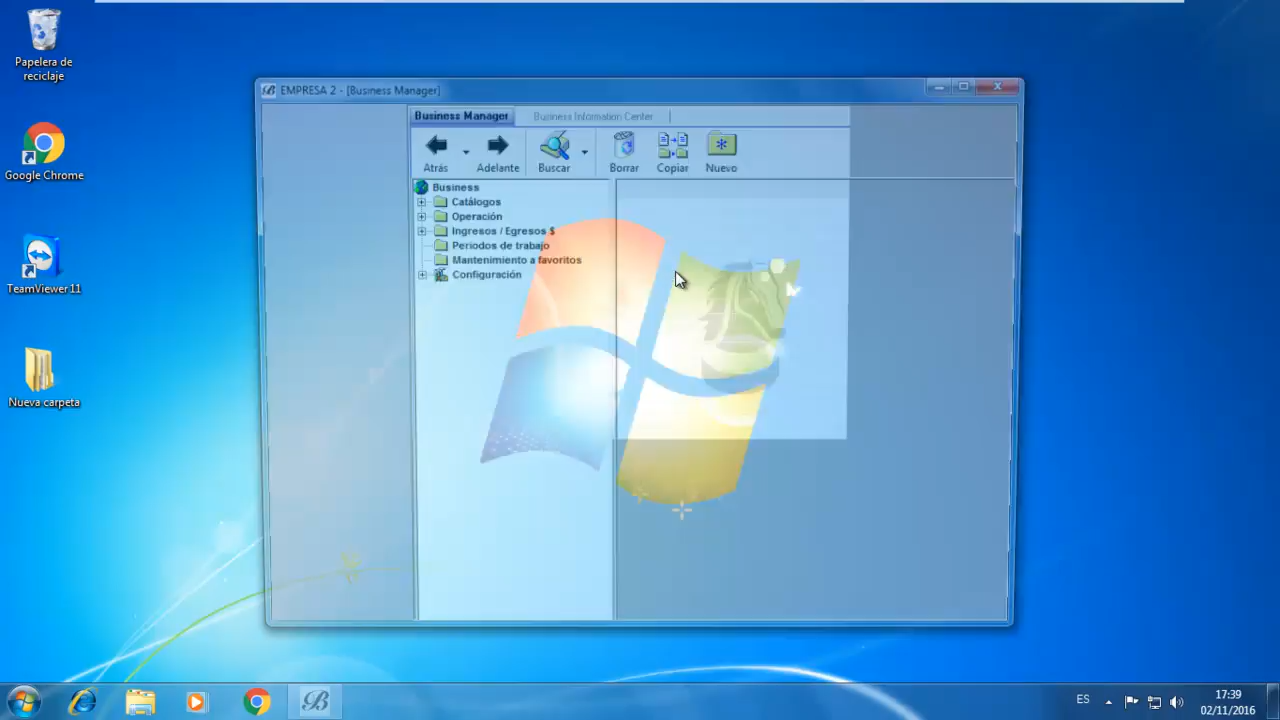 Papelera de
reciclaje
Google Chrome
TeamViewer 11
Nueva carpeta
EMPRESA 2 - [Business Manager]
Business Manager
Business Information Center
Atrás
Adelante
Buscar
Borrar
Copiar
Nuevo
Business
Catálogos
Operación
Ingresos / Egresos $
Periodos de trabajo
Mantenimiento a favoritos
Configuración
ES
17:39
02/11/2016